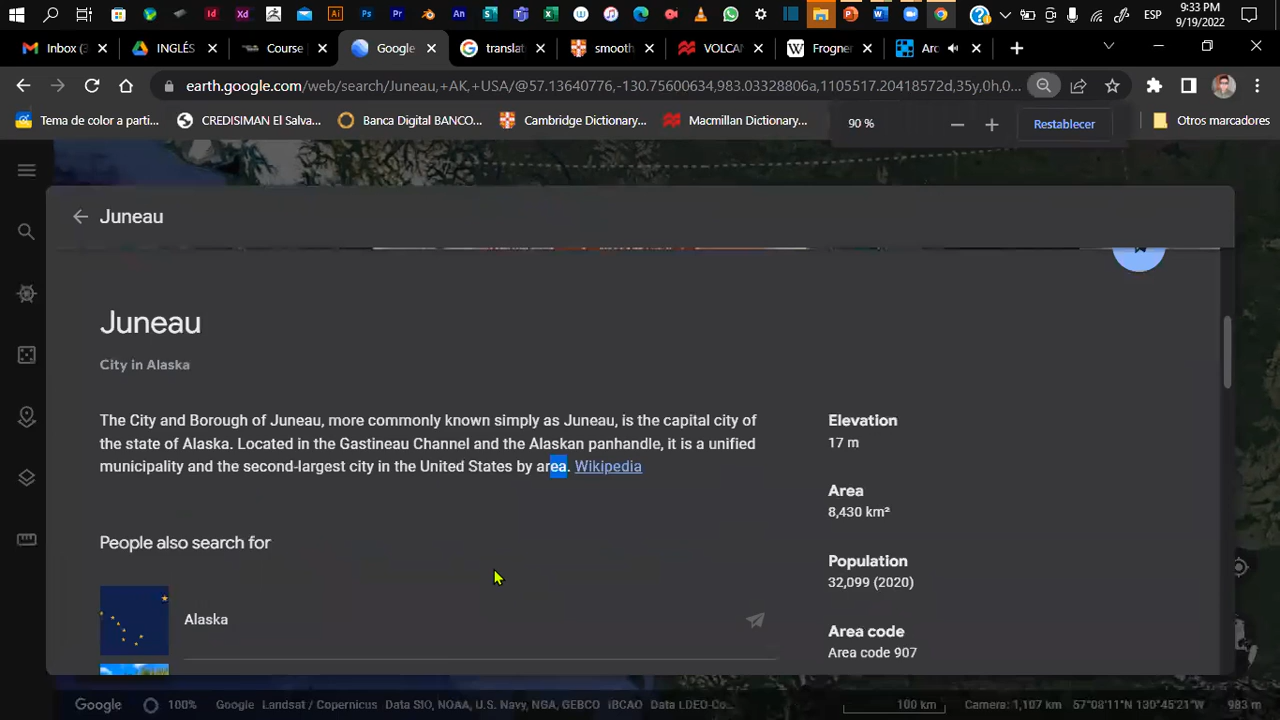 ESP
9:33 PM
9/19/2022
Inbox (3
INGLÉS
Course
Google
translat
smooth
VOLCAN
Frogner
Arc
earth.google.com/web/search/Juneau,+AK,+USA/@57.13640776,-130.75600634,983.03328806a,1105517.20418572d,35y,0h,0...
Tema de color a parti...
CREDISIMAN El Salva...
Banca Digital BANCO...
Cambridge Dictionary...
Macmillan Dictionary...
90 %
Restablecer
Otros marcadores
Juneau
Juneau
City in Alaska
The City and Borough of Juneau, more commonly known simply as Juneau, is the capital city of
the state of Alaska. Located in the Gastineau Channel and the Alaskan panhandle, it is a unified
municipality and the second-largest city in the United States by area. Wikipedia
Elevation
17 m
Area
8,430 km²
Population
32,099 (2020)
Area code
Area code 907
People also search for
Alaska
Google 100% Google Landsat / Copernicus Data SIO, NOAA, U.S. Navy, NGA, GEBCO IBCAO Data LDEO-Co... 100 km Camera: 1,107 km 57°08'11"N 130°45'21"W 983 m